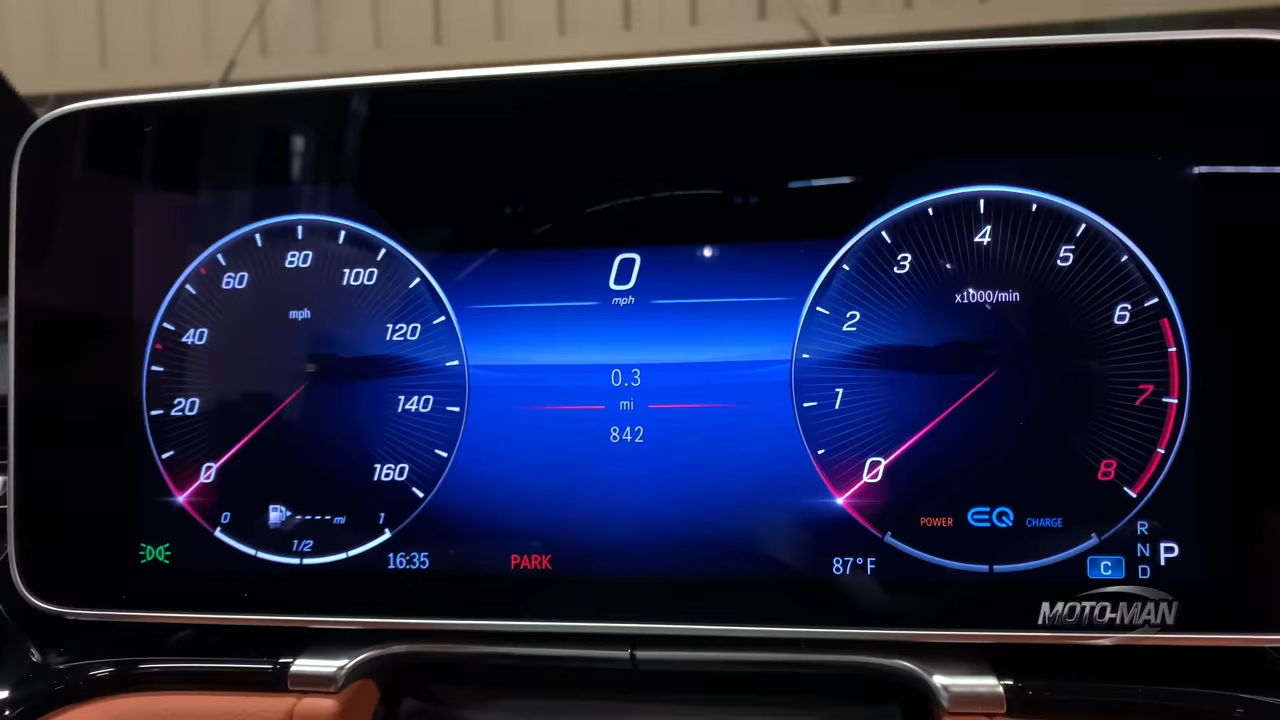 0
mph
0.3
mi
842
mph
0
20
40
60
80
100
120
140
160
0
1/2
1
---- mi
16:35
PARK
x1000/min
0
1
2
3
4
5
6
7
8
POWER EQ CHARGE
87°F
C
R
N
D
P
MOTO-MAN